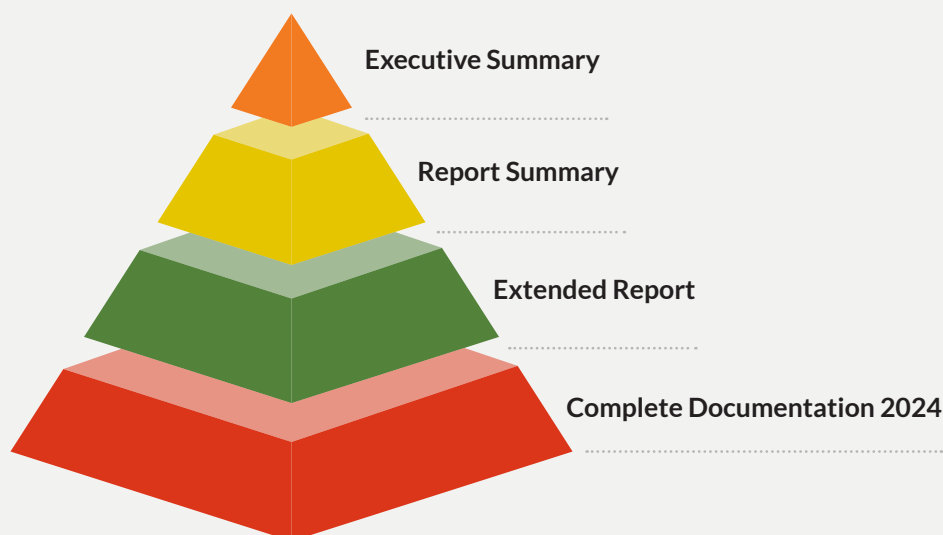 Executive Summary
Report Summary
Extended Report
Complete Documentation 2024